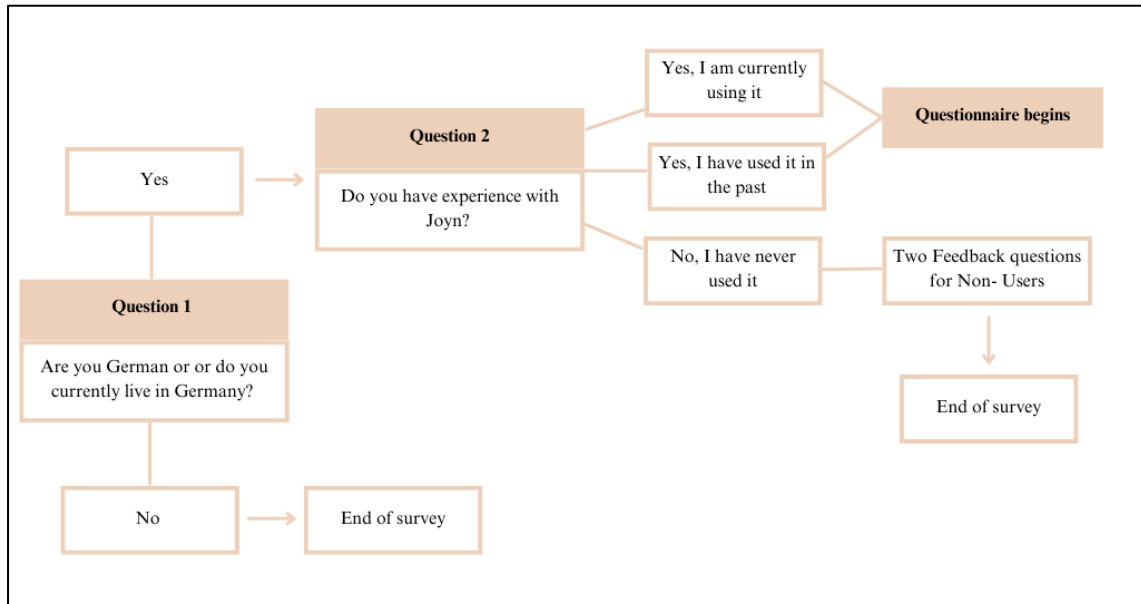 Question 1
Are you German or or do you
currently live in Germany?
Yes
No
End of survey
Question 2
Do you have experience with
Joyn?
Yes, I am currently
using it
Yes, I have used it in
the past
No, I have never
used it
Questionnaire begins
Two Feedback questions
for Non- Users
End of survey